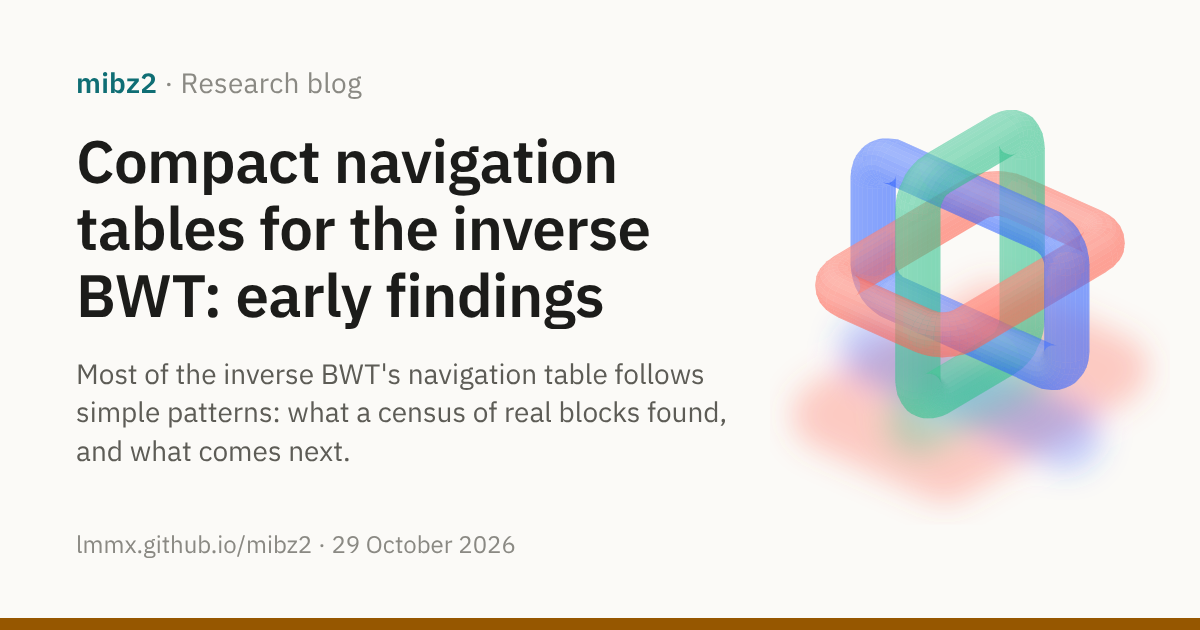 mibz2 · Research blog
Compact navigation
tables for the inverse
BWT: early findings
Most of the inverse BWT's navigation table follows
simple patterns: what a census of real blocks found,
and what comes next.
lmmx.github.io/mibz2 · 29 October 2026